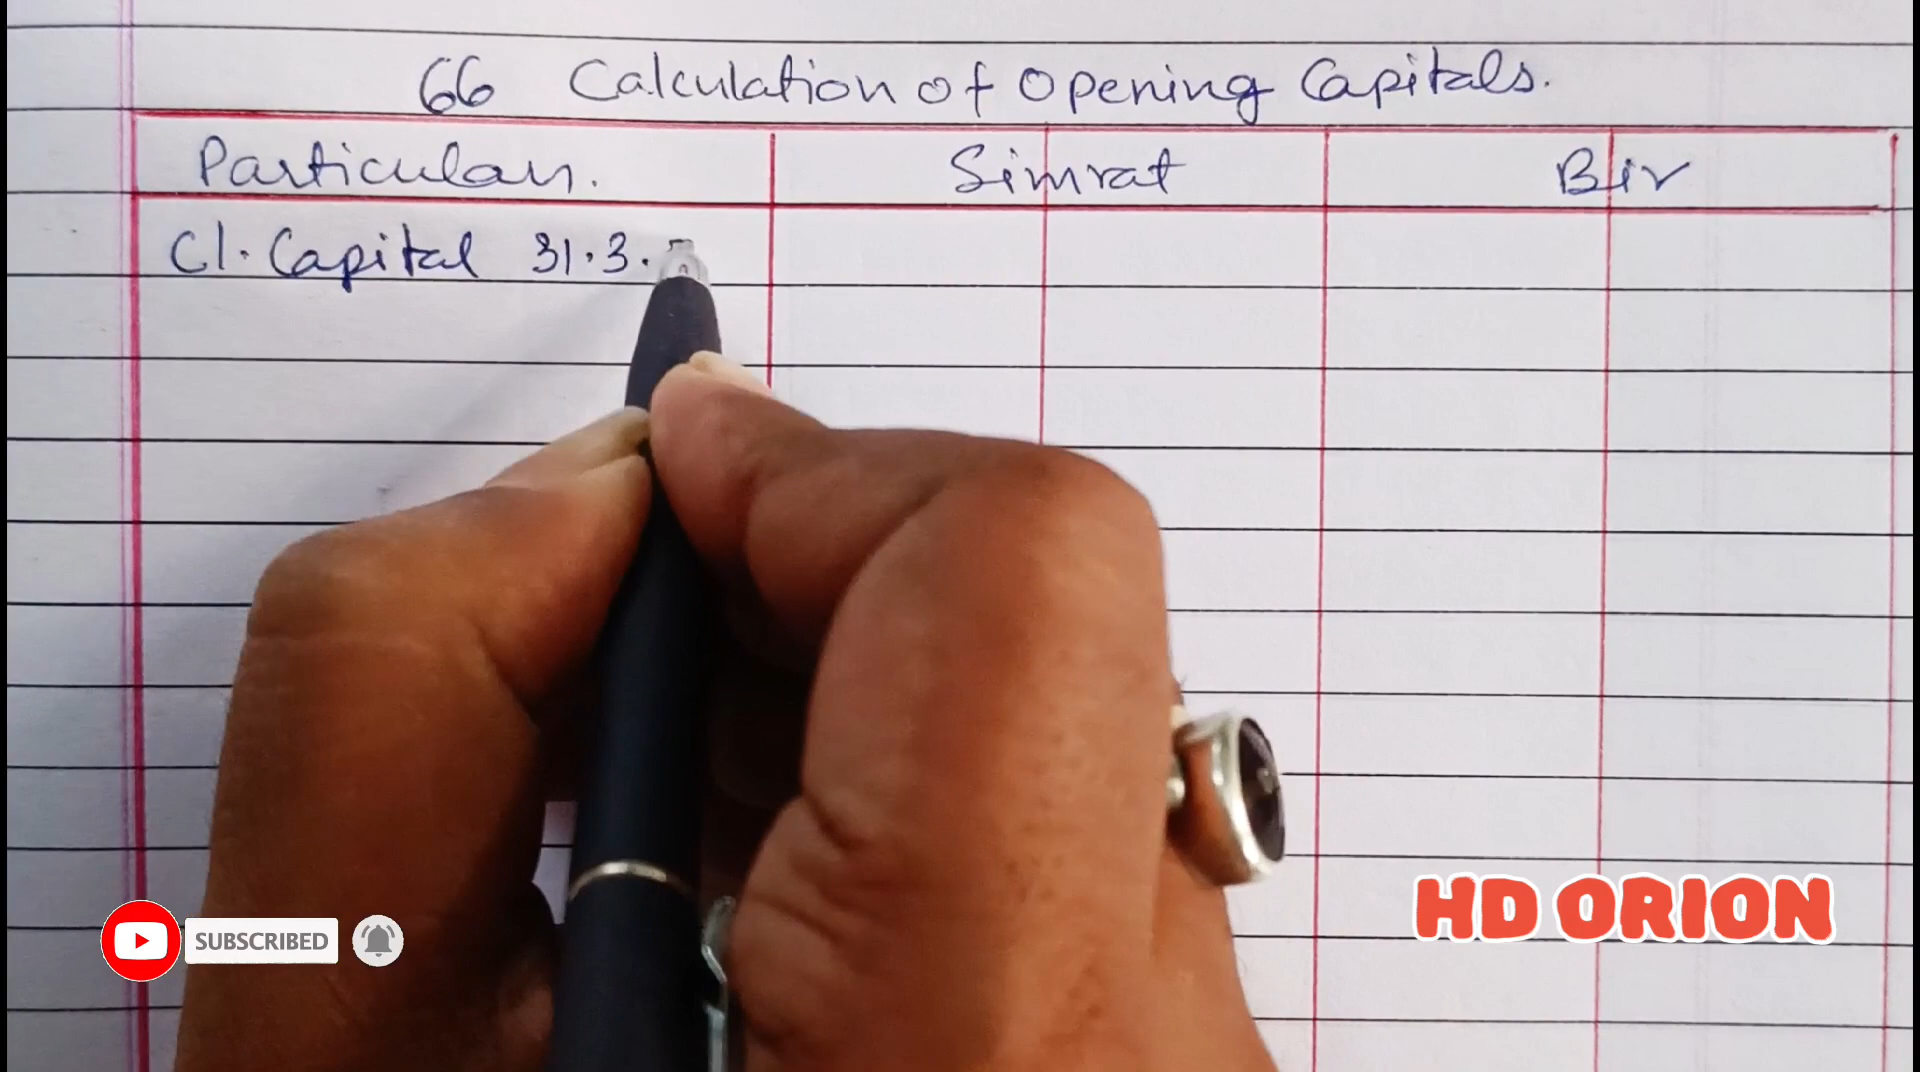 66 Calculation of Opening Capitals.
Particulars. Simrat Bir
Cl. Capital 31.3.
SUBSCRIBED
HD ORION